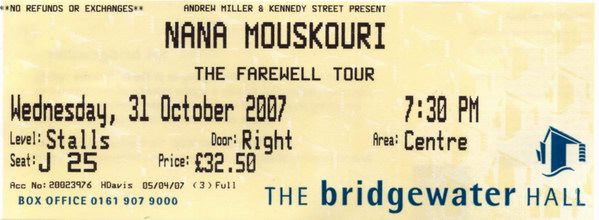 **NO REFUNDS OR EXCHANGES** ANDREW MILLER & KENNEDY STREET PRESENT
NANA MOUSKOURI
THE FAREWELL TOUR
Wednesday, 31 October 2007 7:30 PM
Level: Stalls Door: Right Area: Centre
Seat: J 25 Price: £32.50
Acc No: 20023976 HDavis 05/04/07 (3) Full
BOX OFFICE 0161 907 9000
THE bridgewater HALL